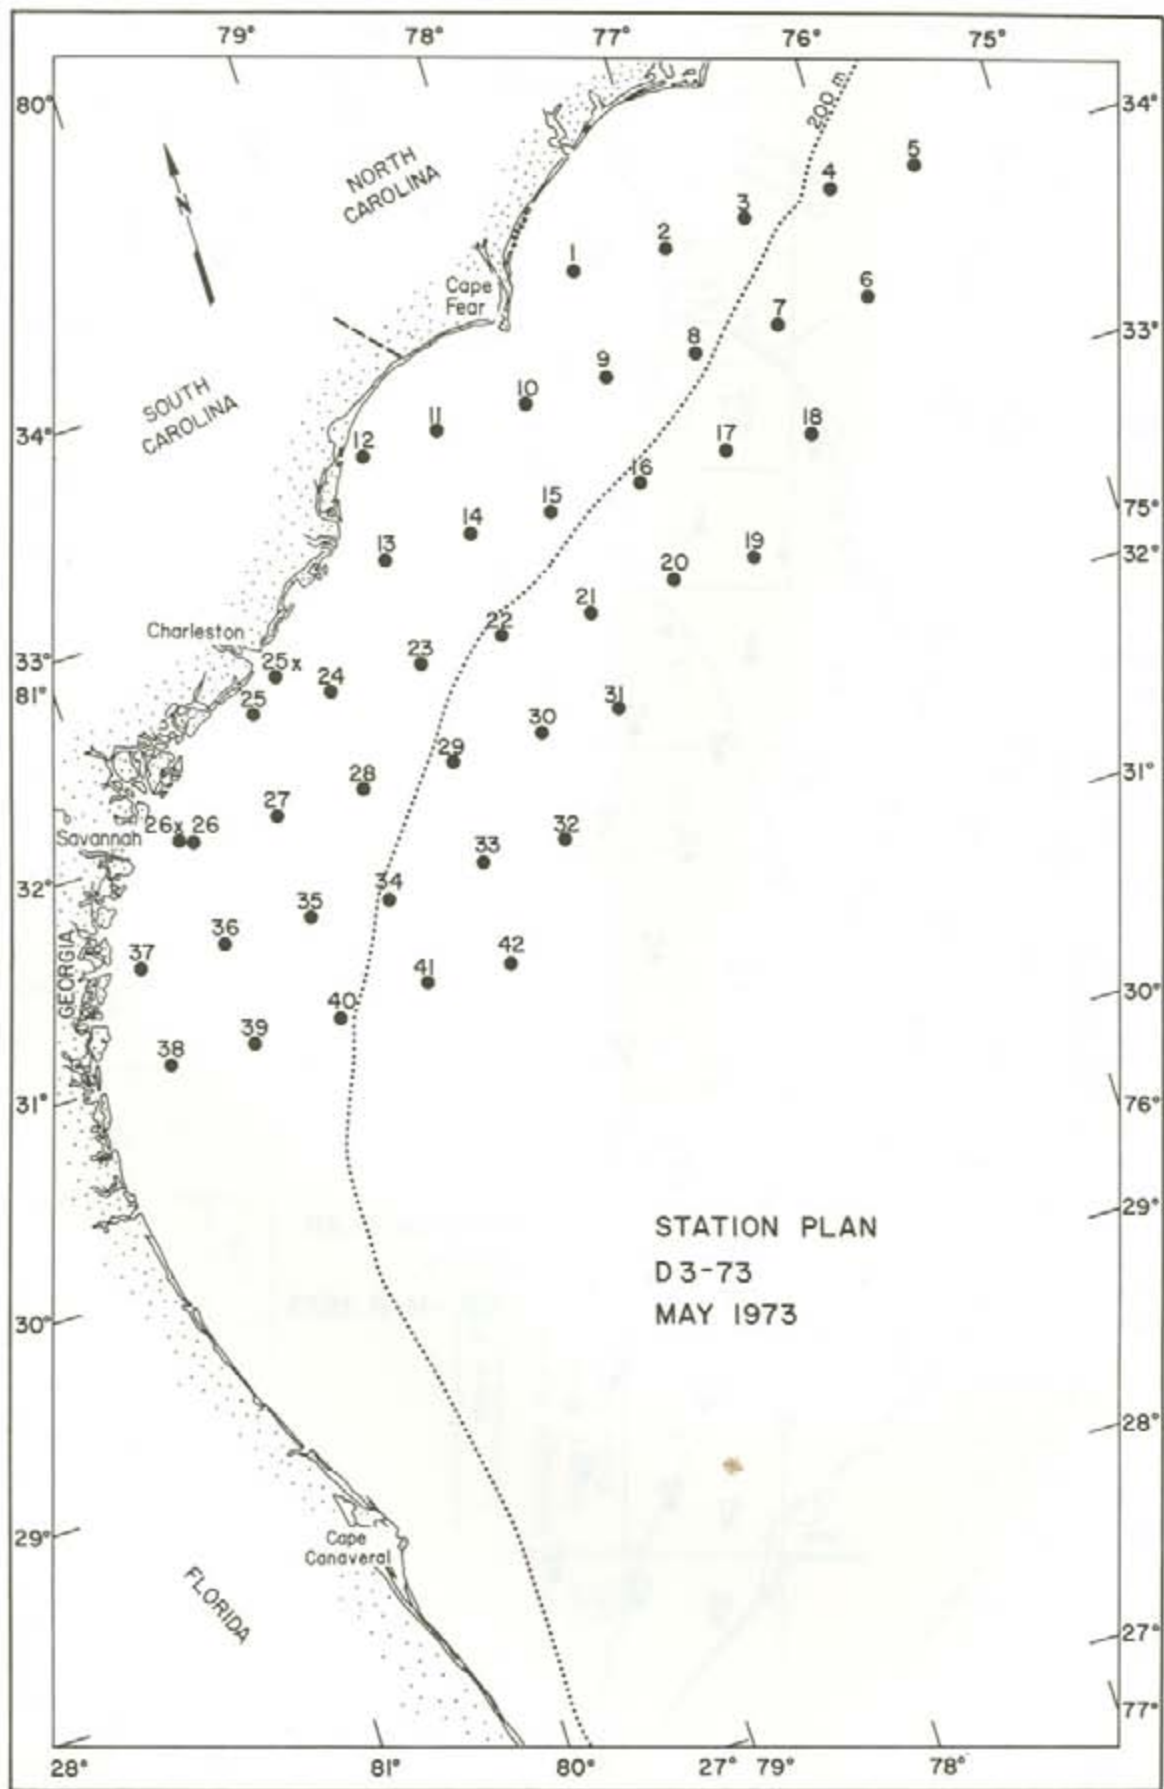 79° 78° 77° 76° 75°
80° 34°
200 m
NORTH
CAROLINA
N
5
4
3
2
1
Cape
Fear
6
7
33°
8
9
10
SOUTH
CAROLINA
11
12
34°
18
17
16
15
14
13
75°
32°
19
20
21
22
23
Charleston
33°
81°
25x
24
25
31
30
29
28
27
31°
26x 26
Savannah
32
33
34
35
36
37
32°
GEORGIA
42
41
40
39
38
30°
31°
76°
29°
STATION PLAN
D3-73
MAY 1973
30°
28°
29°
Cape
Canaveral
FLORIDA
27°
77°
28° 81° 80° 27° 79° 78°